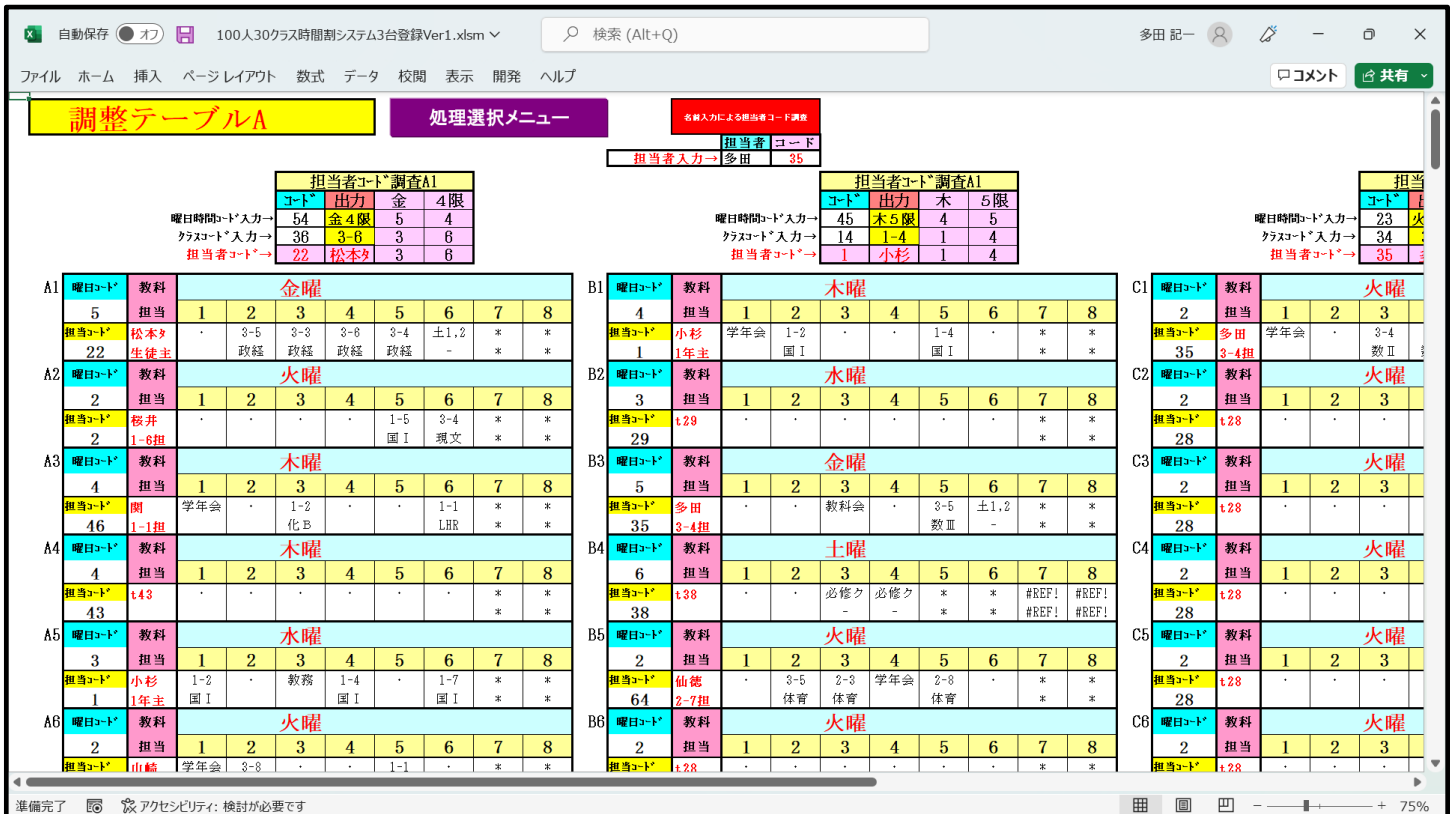 自動保存 オフ 100人30クラス時間割システム3台登録Ver1.xlsm 検索 (Alt+Q) 多田 記一
ファイル ホーム 挿入 ページ レイアウト 数式 データ 校閲 表示 開発 ヘルプ コメント 共有
調整テーブルA 処理選択メニュー 名前入力による担当者コード調査
担当者 コード
担当者入力→ 多田 35
担当者コード調査A1 担当者コード調査A1 担当
コード 出力 金 4限 コード 出力 木 5限 コード
曜日時間コード入力→ 54 金4限 5 4 曜日時間コード入力→ 45 木5限 4 5 曜日時間コード入力→ 23 火
クラスコード入力→ 36 3-6 3 6 クラスコード入力→ 14 1-4 1 4 クラスコード入力→ 34
担当者コード→ 22 松本タ 3 6 担当者コード→ 1 小杉 1 4 担当者コード→ 35
A1 曜日コード 教科 金曜 B1 曜日コード 教科 木曜 C1 曜日コード 教科 火曜
5 担当 1 2 3 4 5 6 7 8 4 担当 1 2 3 4 5 6 7 8 2 担当 1 2 3
担当コード 松本タ ・ 3-5 3-3 3-6 3-4 土1,2 * * 担当コード 小杉 学年会 1-2 ・ ・ 1-4 ・ * * 担当コード 多田 学年会 ・ 3-4
22 生徒主 政経 政経 政経 政経 - * * 1 1年主 国Ⅰ 国Ⅰ * * 35 3-4担 数Ⅱ
A2 曜日コード 教科 火曜 B2 曜日コード 教科 水曜 C2 曜日コード 教科 火曜
2 担当 1 2 3 4 5 6 7 8 3 担当 1 2 3 4 5 6 7 8 2 担当 1 2 3
担当コード 桜井 ・ ・ ・ ・ 1-5 3-4 * * 担当コード t29 ・ ・ ・ ・ ・ ・ * * 担当コード t28 ・ ・ ・
2 1-6担 国Ⅰ 現文 * * 29 * * 28
A3 曜日コード 教科 木曜 B3 曜日コード 教科 金曜 C3 曜日コード 教科 火曜
4 担当 1 2 3 4 5 6 7 8 5 担当 1 2 3 4 5 6 7 8 2 担当 1 2 3
担当コード 関 学年会 ・ 1-2 ・ ・ 1-1 * * 担当コード 多田 ・ ・ 教科会 ・ 3-5 土1,2 * * 担当コード t28 ・ ・ ・
46 1-1担 化B LHR * * 35 3-4担 数Ⅲ - * * 28
A4 曜日コード 教科 木曜 B4 曜日コード 教科 土曜 C4 曜日コード 教科 火曜
4 担当 1 2 3 4 5 6 7 8 6 担当 1 2 3 4 5 6 7 8 2 担当 1 2 3
担当コード t43 ・ ・ ・ ・ ・ ・ * * 担当コード t38 ・ ・ 必修ク 必修ク * * #REF! #REF! 担当コード t28 ・ ・ ・
43 * * 38 - - * * #REF! #REF! 28
A5 曜日コード 教科 水曜 B5 曜日コード 教科 火曜 C5 曜日コード 教科 火曜
3 担当 1 2 3 4 5 6 7 8 2 担当 1 2 3 4 5 6 7 8 2 担当 1 2 3
担当コード 小杉 1-2 ・ 教務 1-4 ・ 1-7 * * 担当コード 仙徳 ・ 3-5 2-3 学年会 2-8 ・ * * 担当コード t28 ・ ・ ・
1 1年主 国Ⅰ 国Ⅰ 国Ⅰ * * 64 2-7担 体育 体育 体育 * * 28
A6 曜日コード 教科 火曜 B6 曜日コード 教科 火曜 C6 曜日コード 教科 火曜
2 担当 1 2 3 4 5 6 7 8 2 担当 1 2 3 4 5 6 7 8 2 担当 1 2 3
担当コード 山崎 学年会 3-8 ・ ・ 1-1 ・ * * 担当コード t28 ・ ・ ・ ・ ・ ・ * * 担当コード t28 ・ ・ ・
準備完了 アクセシビリティ: 検討が必要です 75%